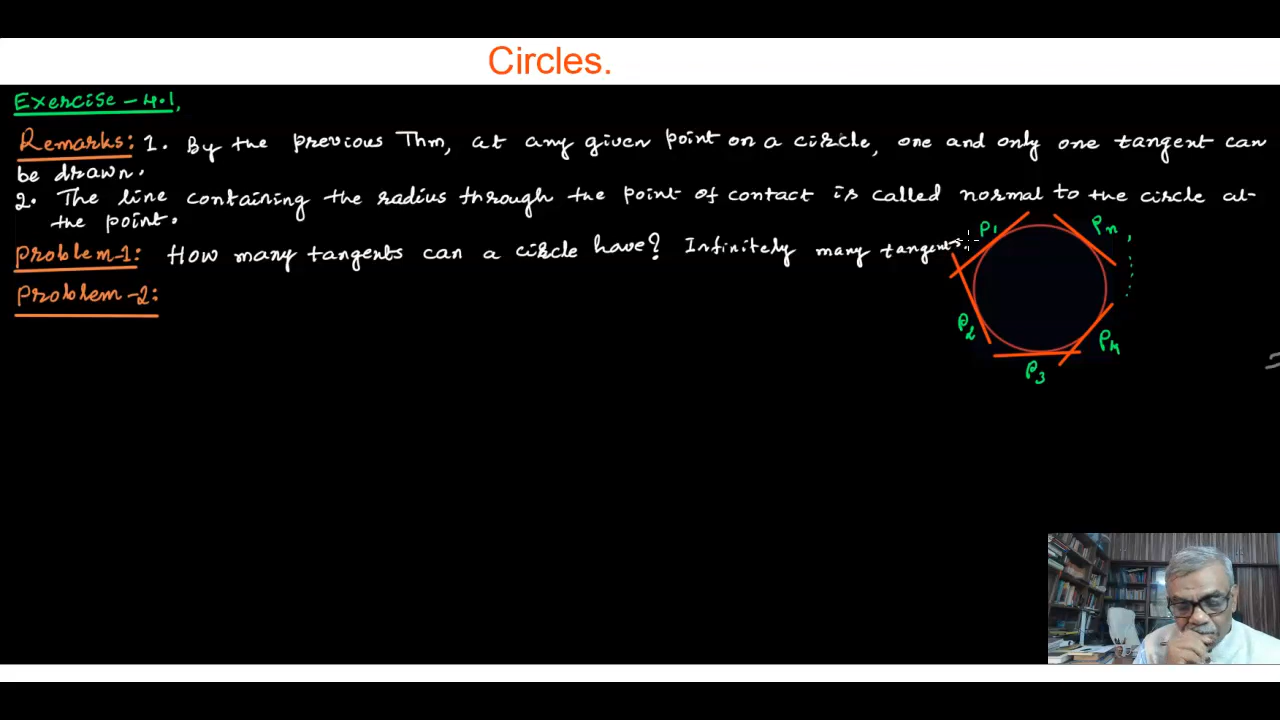 Circles.
Exercise-4.1,
Remarks: 1. By the previous Thm, at any given point on a circle, one and only one tangent can
be drawn.
2. The line containing the radius through the point of contact is called normal to the circle at
the point.
Problem-1: How many tangents can a circle have? Infinitely many tangents.
P1
Pn,
P2
P4
P3
Problem-2: